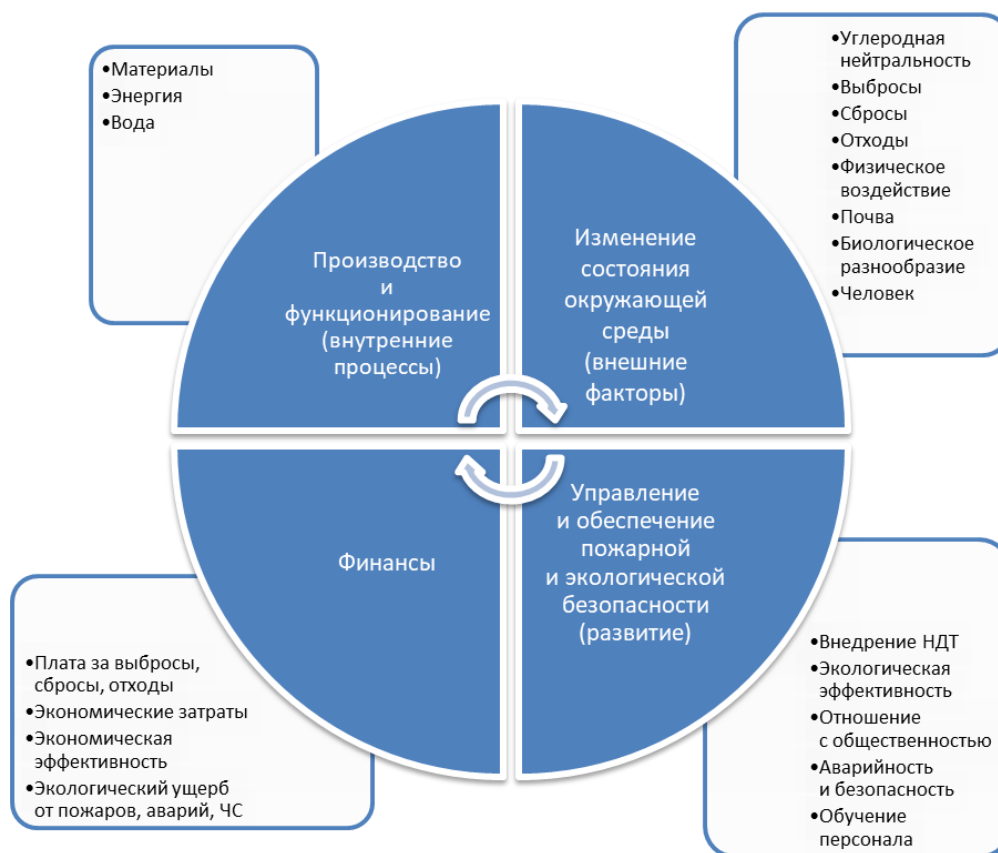 •Материалы
•Энергия
•Вода
•Углеродная
нейтральность
•Выбросы
•Сбросы
•Отходы
•Физическое
воздействие
•Почва
•Биологическое
разнообразие
•Человек
Производство
и
функционирование
(внутренние
процессы)
Изменение
состояния
окружающей
среды
(внешние
факторы)
Финансы
Управление
и обеспечение
пожарной
и экологической
безопасности
(развитие)
•Плата за выбросы,
сбросы, отходы
•Экономические затраты
•Экономическая
эффективность
•Экологический ущерб
от пожаров, аварий, ЧС
•Внедрение НДТ
•Экологическая
эффективность
•Отношение
с общественностью
•Аварийность
и безопасность
•Обучение
персонала